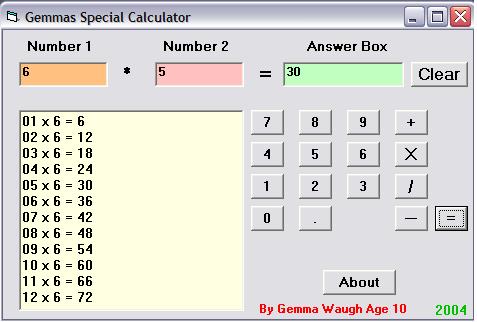 Gemmas Special Calculator
Number 1 Number 2 Answer Box
6 * 5 = 30 Clear
01 x 6 = 6
02 x 6 = 12
03 x 6 = 18
04 x 6 = 24
05 x 6 = 30
06 x 6 = 36
07 x 6 = 42
08 x 6 = 48
09 x 6 = 54
10 x 6 = 60
11 x 6 = 66
12 x 6 = 72
7 8 9 +
4 5 6 X
1 2 3 /
0 . — =
About
By Gemma Waugh Age 10 2004